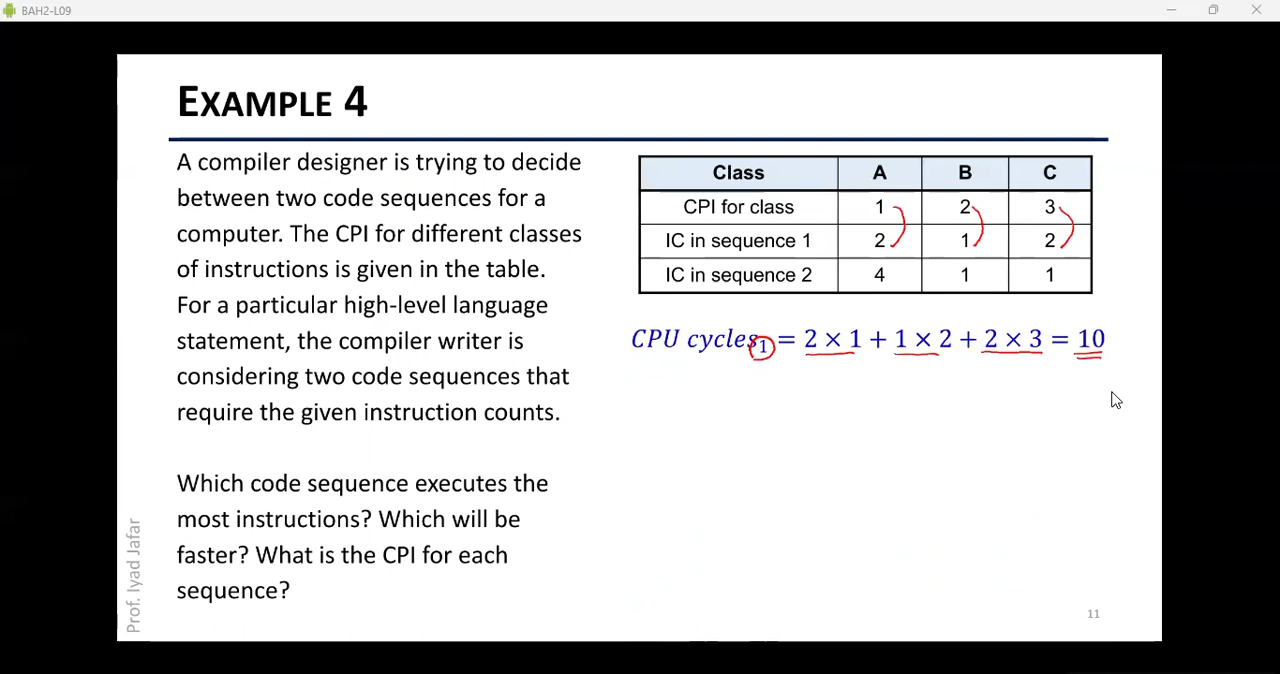 BAH2-L09
EXAMPLE 4
A compiler designer is trying to decide
between two code sequences for a
computer. The CPI for different classes
of instructions is given in the table.
For a particular high-level language
statement, the compiler writer is
considering two code sequences that
require the given instruction counts.
Which code sequence executes the
most instructions? Which will be
faster? What is the CPI for each
sequence?
Class A B C
CPI for class 1 2 3
IC in sequence 1 2 1 2
IC in sequence 2 4 1 1
CPU cycles₁ = 2 × 1 + 1 × 2 + 2 × 3 = 10
Prof. Iyad Jafar
11